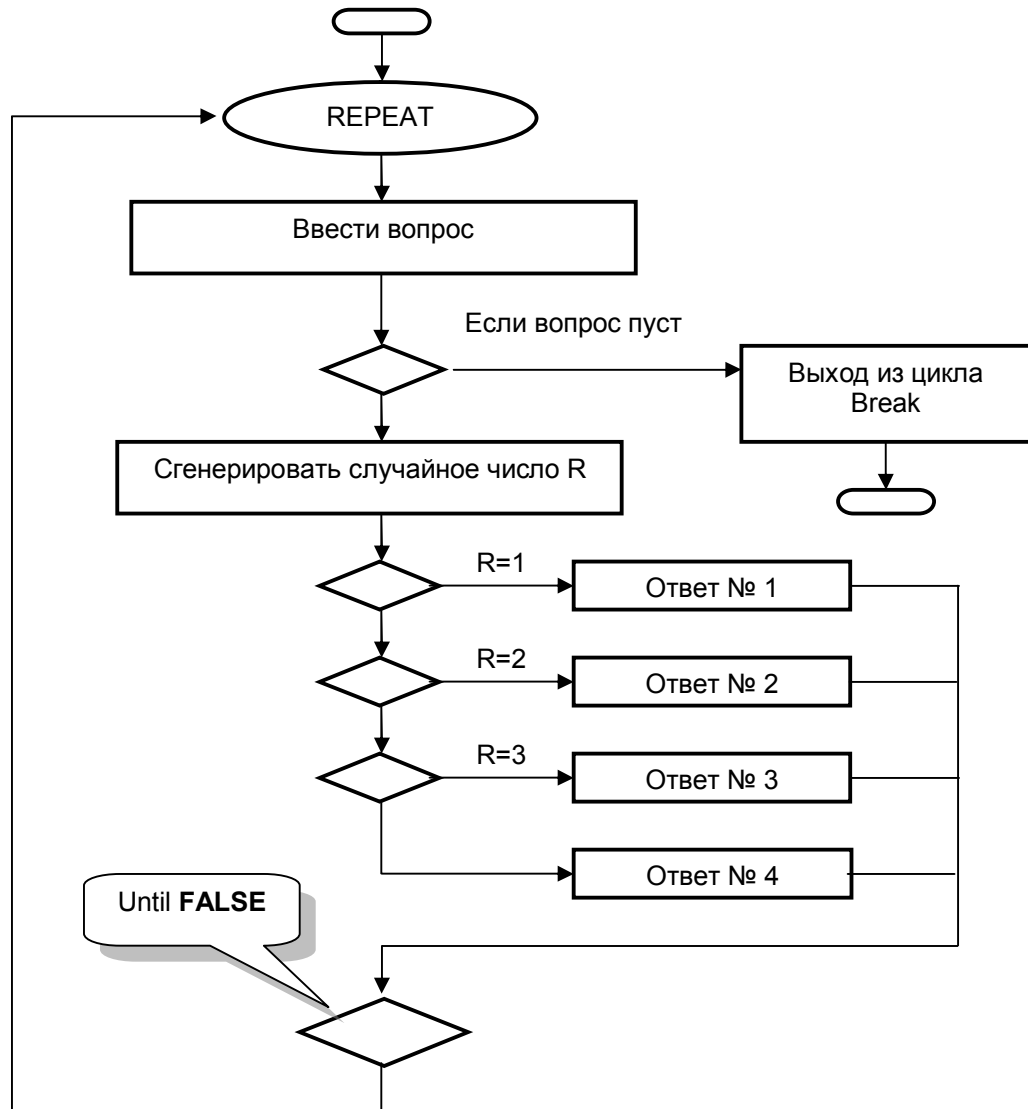 REPEAT
Ввести вопрос
Если вопрос пуст
Выход из цикла
Break
Сгенерировать случайное число R
R=1
Ответ № 1
R=2
Ответ № 2
R=3
Ответ № 3
Ответ № 4
Until FALSE